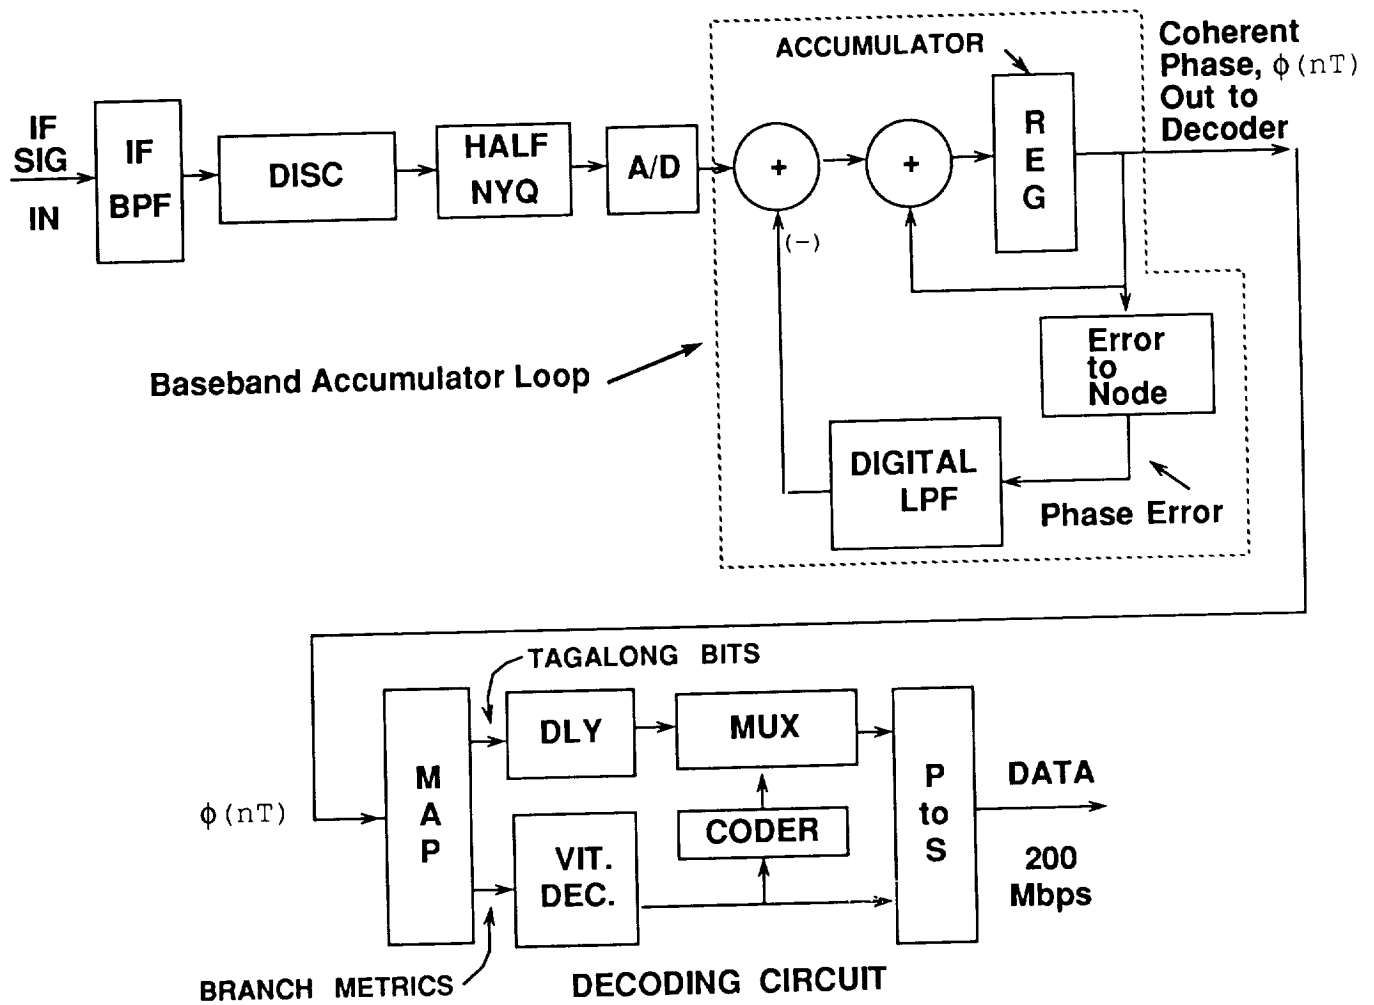 ACCUMULATOR
Coherent
Phase, ϕ(nT)
Out to
Decoder
IF
SIG
IN
IF
BPF
DISC
HALF
NYQ
A/D
+
+
R
E
G
(-)
Error
to
Node
Baseband Accumulator Loop
DIGITAL
LPF
Phase Error
TAGALONG BITS
DLY
MUX
M
A
P
ϕ(nT)
CODER
VIT.
DEC.
P
to
S
DATA
200
Mbps
BRANCH METRICS
DECODING CIRCUIT